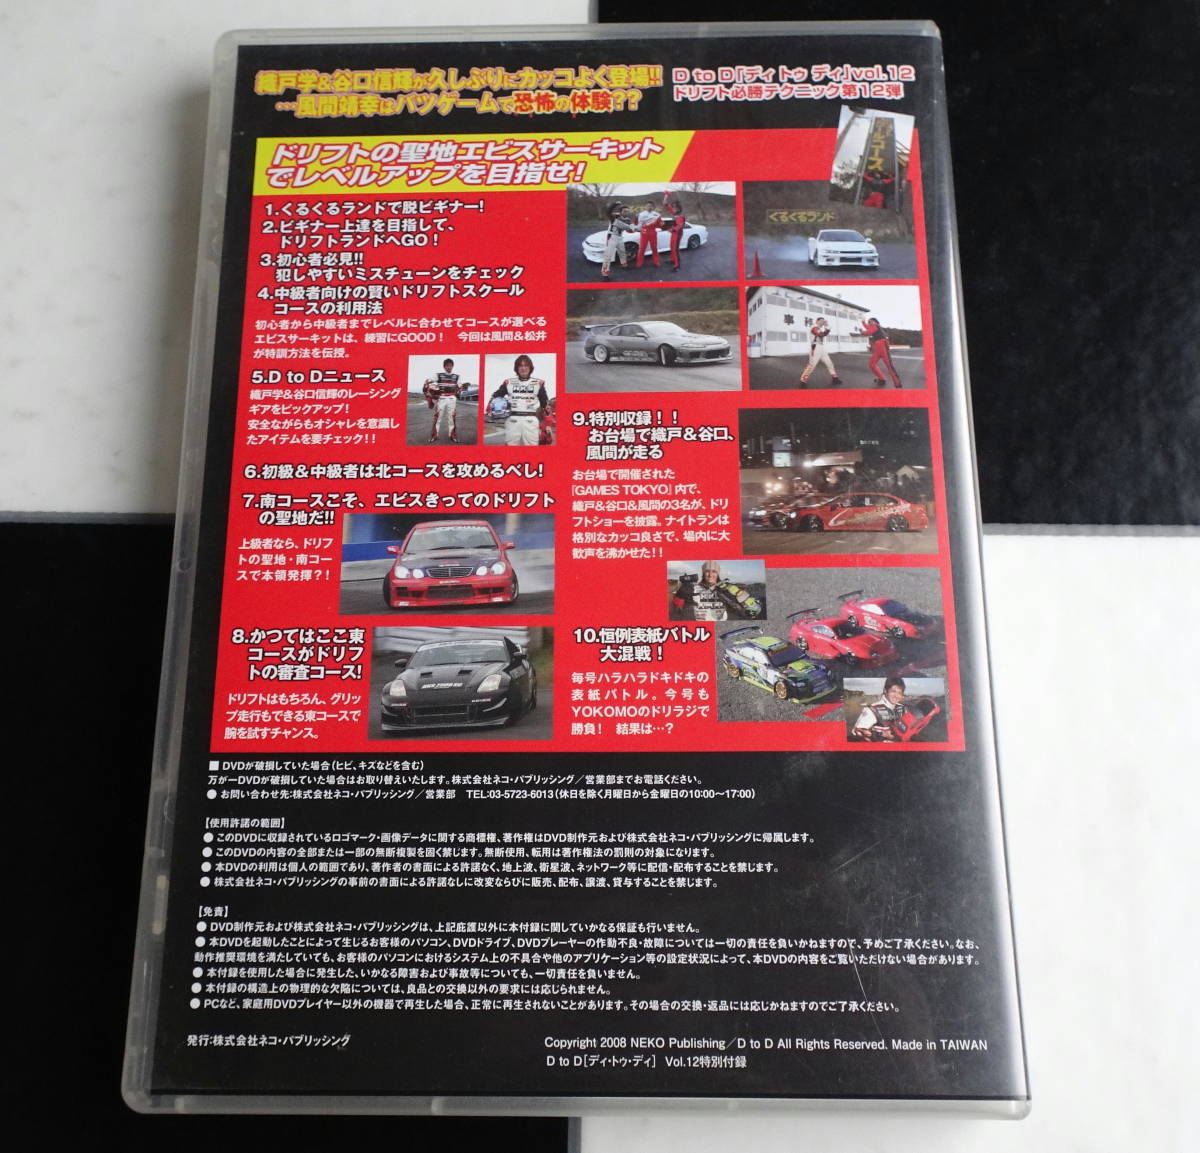 織戸学&谷口信輝が久しぶりにカッコよく登場!!
…風間靖幸はバツゲームで恐怖の体験??
D to D「ディ トゥ ディ」vol.12
ドリフト必勝テクニック第12弾
ドリフトの聖地エビスサーキット
でレベルアップを目指せ!
1.くるくるランドで脱ビギナー!
2.ビギナー上達を目指して、
ドリフトランドへGO!
3.初心者必見!!
犯しやすいミスチューンをチェック
4.中級者向けの賢いドリフトスクール
コースの利用法
初心者から中級者までレベルに合わせてコースが選べる
エビスサーキットは、練習にGOOD! 今回は風間&松井
が特訓方法を伝授。
5.D to Dニュース
織戸学&谷口信輝のレーシング
ギアをピックアップ!
安全ながらもオシャレを意識し
たアイテムを要チェック!!
6.初級&中級者は北コースを攻めるべし!
7.南コースこそ、エビスきってのドリフト
の聖地だ!!
上級者なら、ドリフ
トの聖地・南コー
スで本領発揮?!
8.かつてはここ東
コースがドリフ
トの審査コース!
ドリフトはもちろん、グリッ
プ走行もできる東コースで
腕を試すチャンス。
くるくるランド
9.特別収録!!
お台場で織戸&谷口、
風間が走る
お台場で開催された
『GAMES TOKYO』内で、
織戸&谷口&風間の3名が、ドリ
フトショーを披露。ナイトランは
格別なカッコ良さで、場内に大
歓声を沸かせた!!
10.恒例表紙バトル
大混戦!
毎号ハラハラドキドキの
表紙バトル。今号も
YOKOMOのドリラジで
勝負! 結果は…?
■ DVDが破損していた場合(ヒビ、キズなどを含む)
万が一DVDが破損していた場合はお取り替えいたします。株式会社ネコ・パブリッシング/営業部までお電話ください。
● お問い合わせ先:株式会社ネコ・パブリッシング/営業部 TEL:03-5723-6013(休日を除く月曜日から金曜日の10:00~17:00)
【使用許諾の範囲】
● このDVDに収録されているロゴマーク・画像データに関する商標権、著作権はDVD制作元および株式会社ネコ・パブリッシングに帰属します。
● このDVDの内容の全部または一部の無断複製を固く禁じます。無断使用、転用は著作権法の罰則の対象になります。
● 本DVDの利用は個人の範囲であり、著作者の書面による許諾なく、地上波、衛星波、ネットワーク等に配信・配布することを禁じます。
● 株式会社ネコ・パブリッシングの事前の書面による許諾なしに改変ならびに販売、配布、譲渡、貸与することを禁じます。
【免責】
● DVD制作元および株式会社ネコ・パブリッシングは、上記庇護以外に本付録に関していかなる保証も行いません。
● 本DVDを起動したことによって生じるお客様のパソコン、DVDドライブ、DVDプレーヤーの作動不良・故障については一切の責任を負いかねますので、予めご了承ください。なお、
動作推奨環境を満たしていても、お客様のパソコンにおけるシステム上の不具合や他のアプリケーション等の設定状況によって、本DVDの内容をご覧いただけない場合があります。
● 本付録を使用した場合に発生した、いかなる障害および事故等についても、一切責任を負いません。
● 本付録の構造上の物理的な欠陥については、良品との交換以外の要求には応じられません。
● PCなど、家庭用DVDプレイヤー以外の機器で再生した場合、正常に再生されないことがあります。その場合の交換・返品には応じかねますのでご了承ください。
発行:株式会社ネコ・パブリッシング
Copyright 2008 NEKO Publishing/D to D All Rights Reserved. Made in TAIWAN
D to D[ディ・トゥ・ディ] Vol.12特別付録